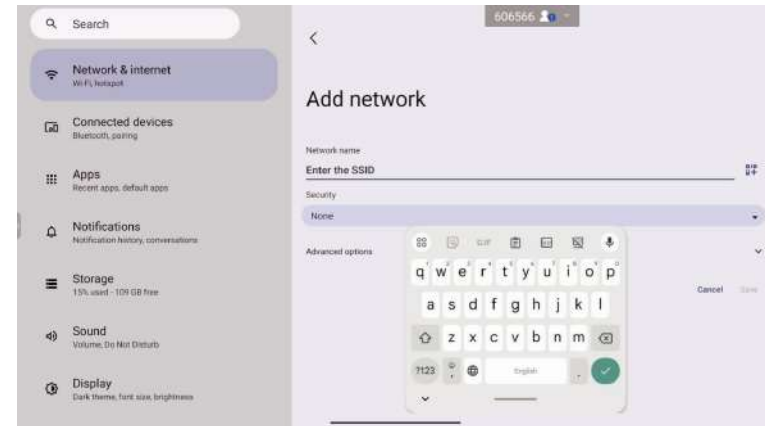 Search
Network & internet
Wi-Fi, hotspot
Connected devices
Bluetooth, pairing
Apps
Recent apps, default apps
Notifications
Notification history, conversations
Storage
15% used - 109 GB free
Sound
Volume, Do Not Disturb
Display
Dark theme, font size, brightness
606566
Add network
Network name
Enter the SSID
Security
None
Advanced options
Cancel Save
GIF
q w e r t y u i o p
a s d f g h j k l
z x c v b n m
?123 , English .